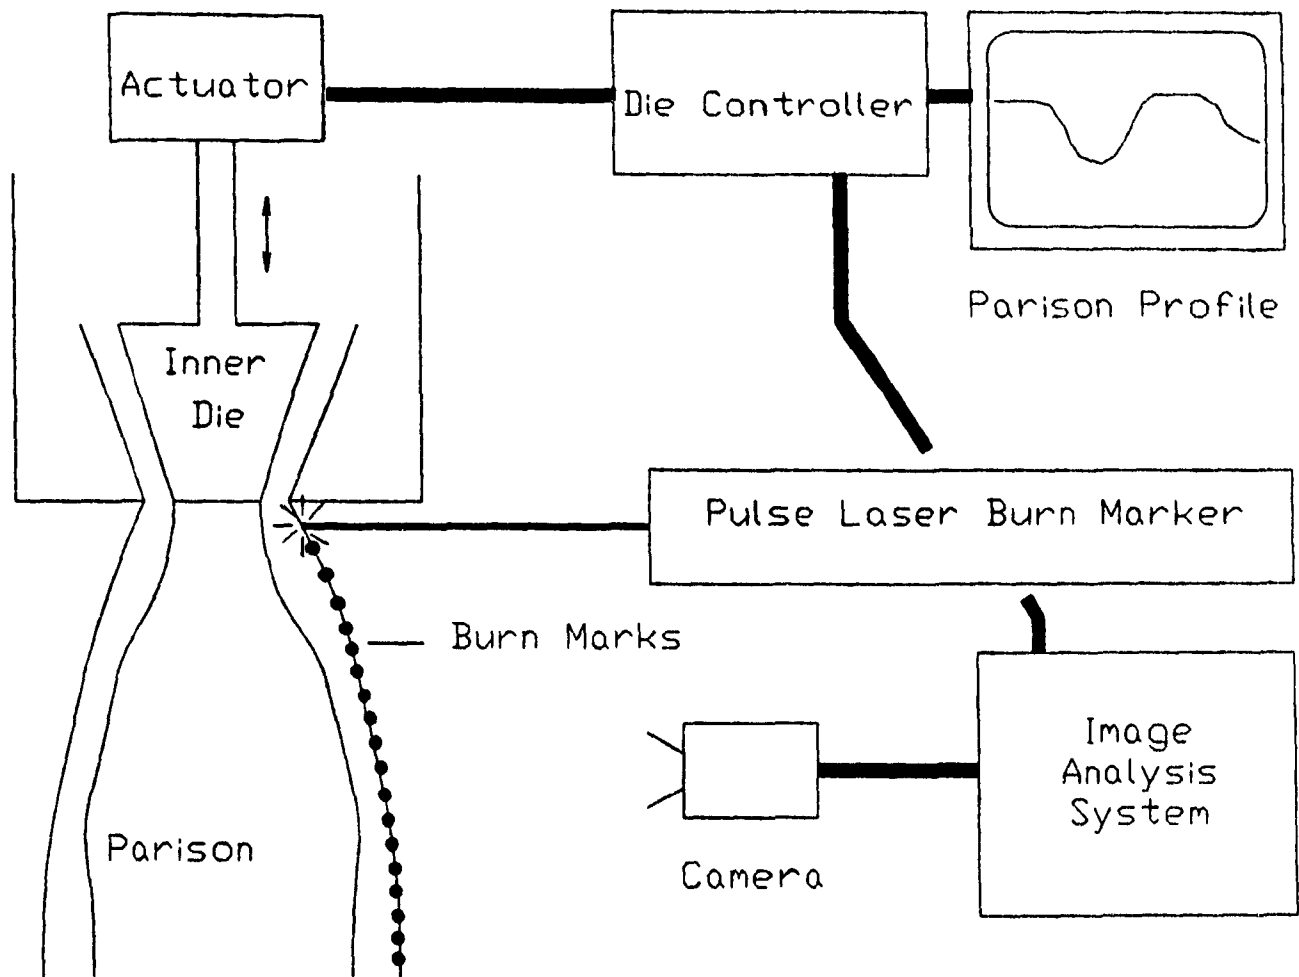 Actuator
Die Controller
Parison Profile
Inner
Die
Pulse Laser Burn Marker
Burn Marks
Image
Analysis
System
Parison
Camera